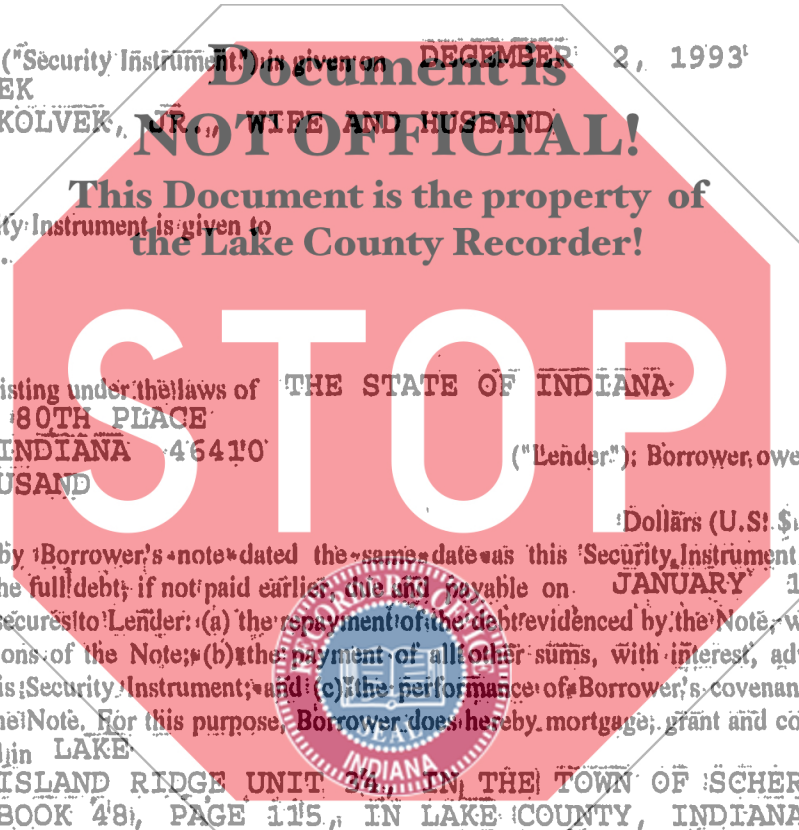 ("Security Instrument") is given on DECEMBER 2, 1993
Document is
EK
KOLVEK, JR., WIFE AND HUSBAND
NOT OFFICIAL!
This Document is the property of
ty Instrument is given to
the Lake County Recorder!
STOP
isting under the laws of THE STATE OF INDIANA
80TH PLACE
INDIANA 46410 ("Lender"). Borrower owe
USAND
Dollars (U.S. $
by Borrower's note dated the same date as this Security Instrument
he full debt, if not paid earlier, due and payable on JANUARY 1
secures to Lender: (a) the repayment of the debt evidenced by the Note, w
ons of the Note; (b) the payment of all other sums, with interest, ad
is Security Instrument; and (c) the performance of Borrower's covenan
he Note. For this purpose, Borrower does hereby mortgage, grant and co
in LAKE
ISLAND RIDGE UNIT 34, IN THE TOWN OF SCHER
BOOK 48, PAGE 115, IN LAKE COUNTY, INDIANA
RECORDER'S OFFICE
SEAL
INDIANA